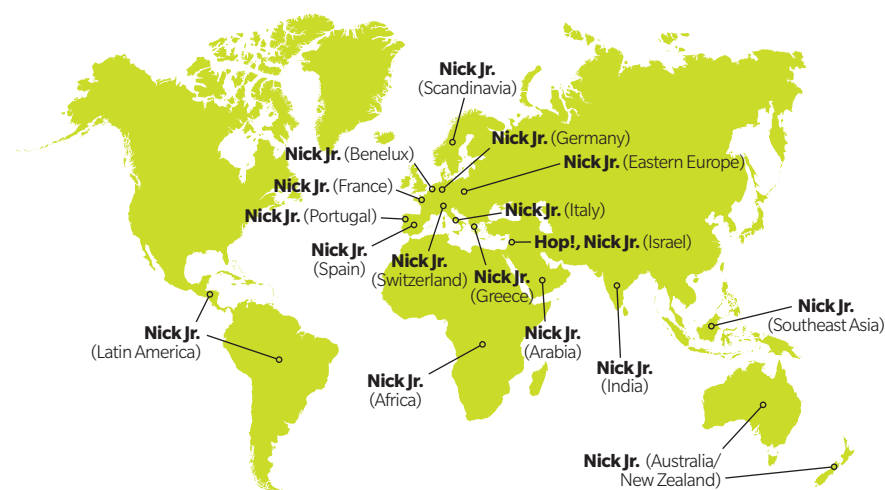 Nick Jr.
(Scandinavia)
Nick Jr. (Germany)
Nick Jr. (Benelux)
Nick Jr. (Eastern Europe)
Nick Jr. (France)
Nick Jr. (Portugal)
Nick Jr. (Italy)
Nick Jr.
(Spain)
Hop!, Nick Jr. (Israel)
Nick Jr.
(Switzerland)
Nick Jr.
(Greece)
Nick Jr.
(Latin America)
Nick Jr.
(Africa)
Nick Jr.
(Arabia)
Nick Jr.
(India)
Nick Jr.
(Southeast Asia)
Nick Jr. (Australia/
New Zealand)